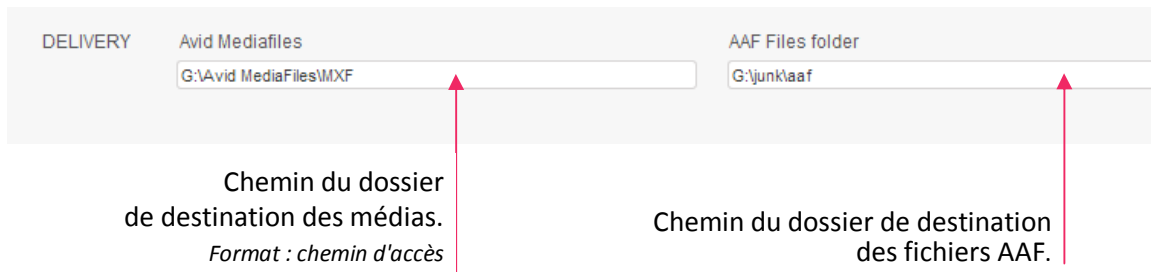 DELIVERY Avid Mediafiles AAF Files folder
G:\Avid MediaFiles\MXF G:\junk\aaf
Chemin du dossier
de destination des médias.
Format : chemin d'accès
Chemin du dossier de destination
des fichiers AAF.